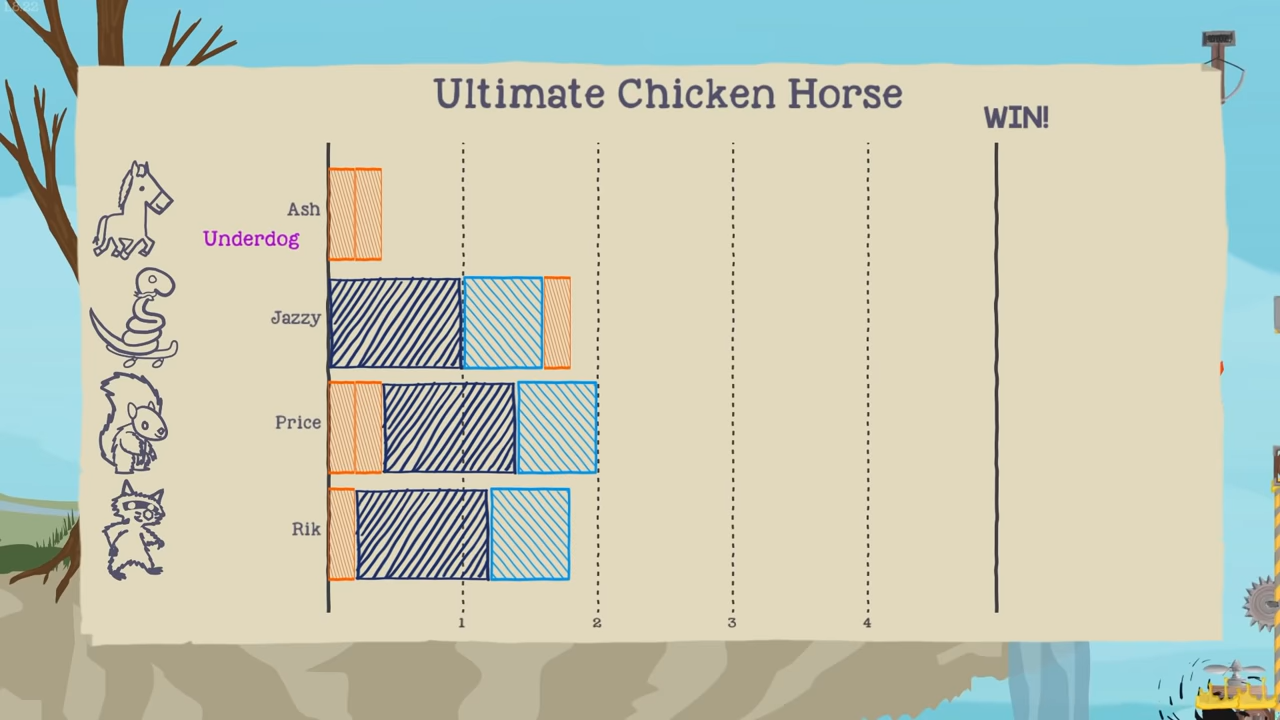 Ultimate Chicken Horse
WIN!
Ash
Underdog
Jazzy
Price
Rik
1 2 3 4